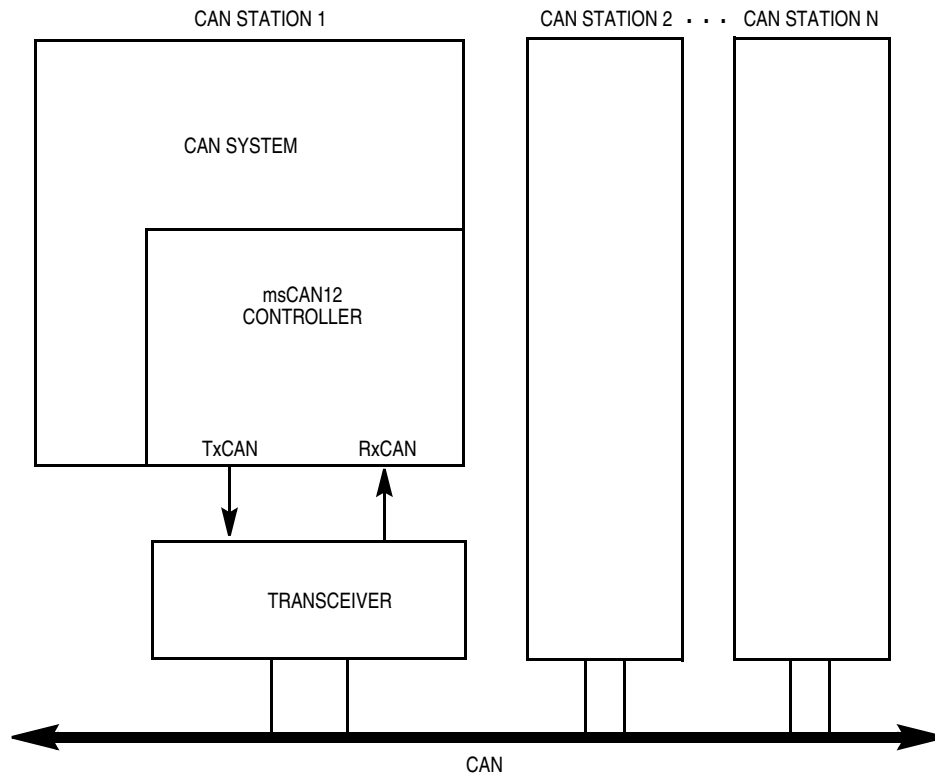 CAN STATION 1
CAN STATION 2 . . . CAN STATION N
CAN SYSTEM
msCAN12
CONTROLLER
TxCAN
RxCAN
TRANSCEIVER
CAN